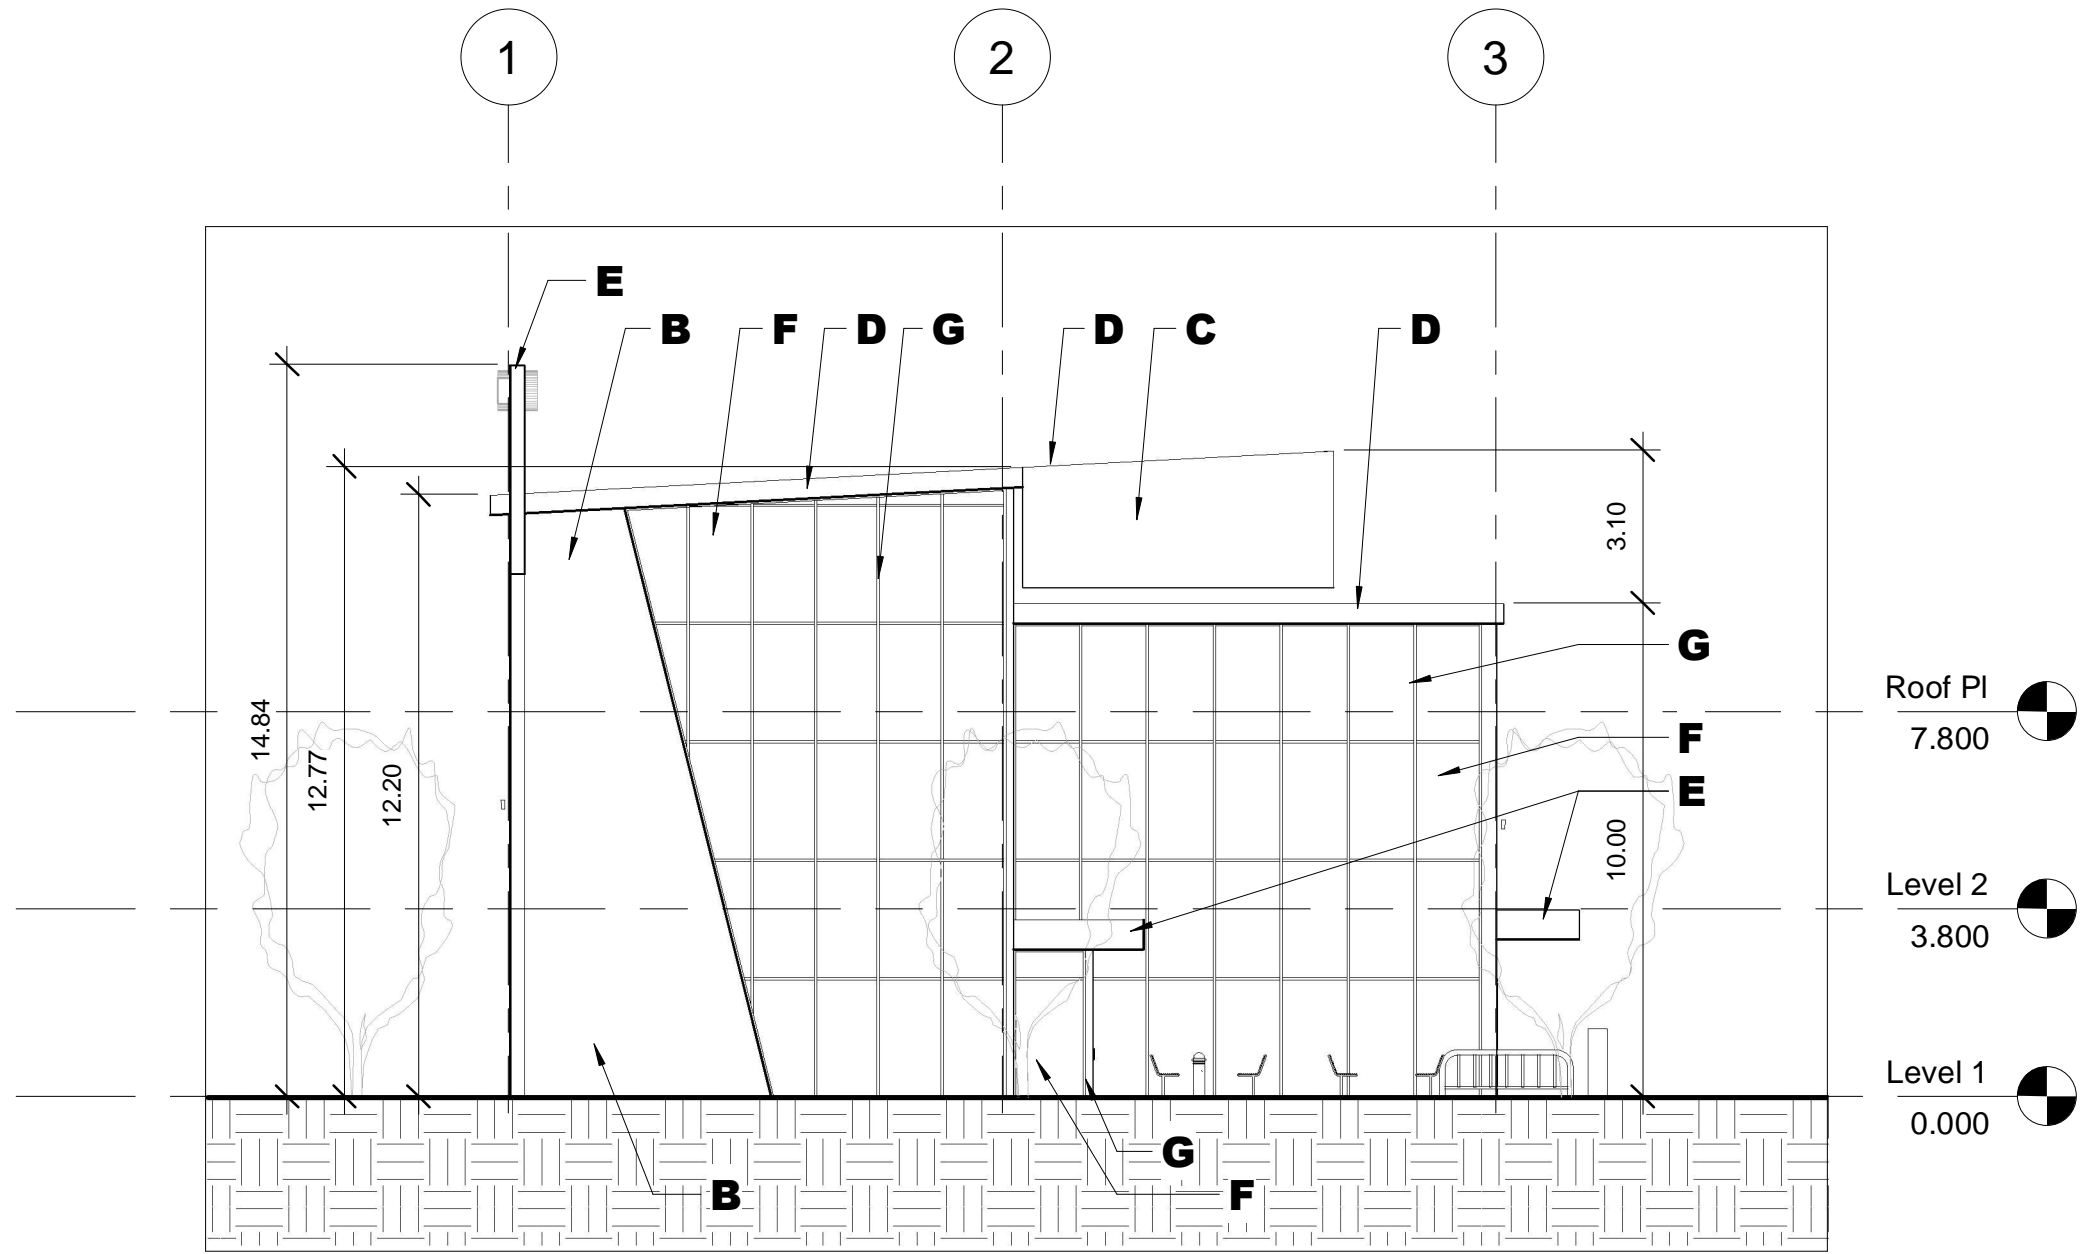 1 2 3
E
B F D G D C D
3.10
G
Roof Pl
14.84
F
7.800
12.77
12.20
E
10.00
Level 2
3.800
Level 1
0.000
G
B F